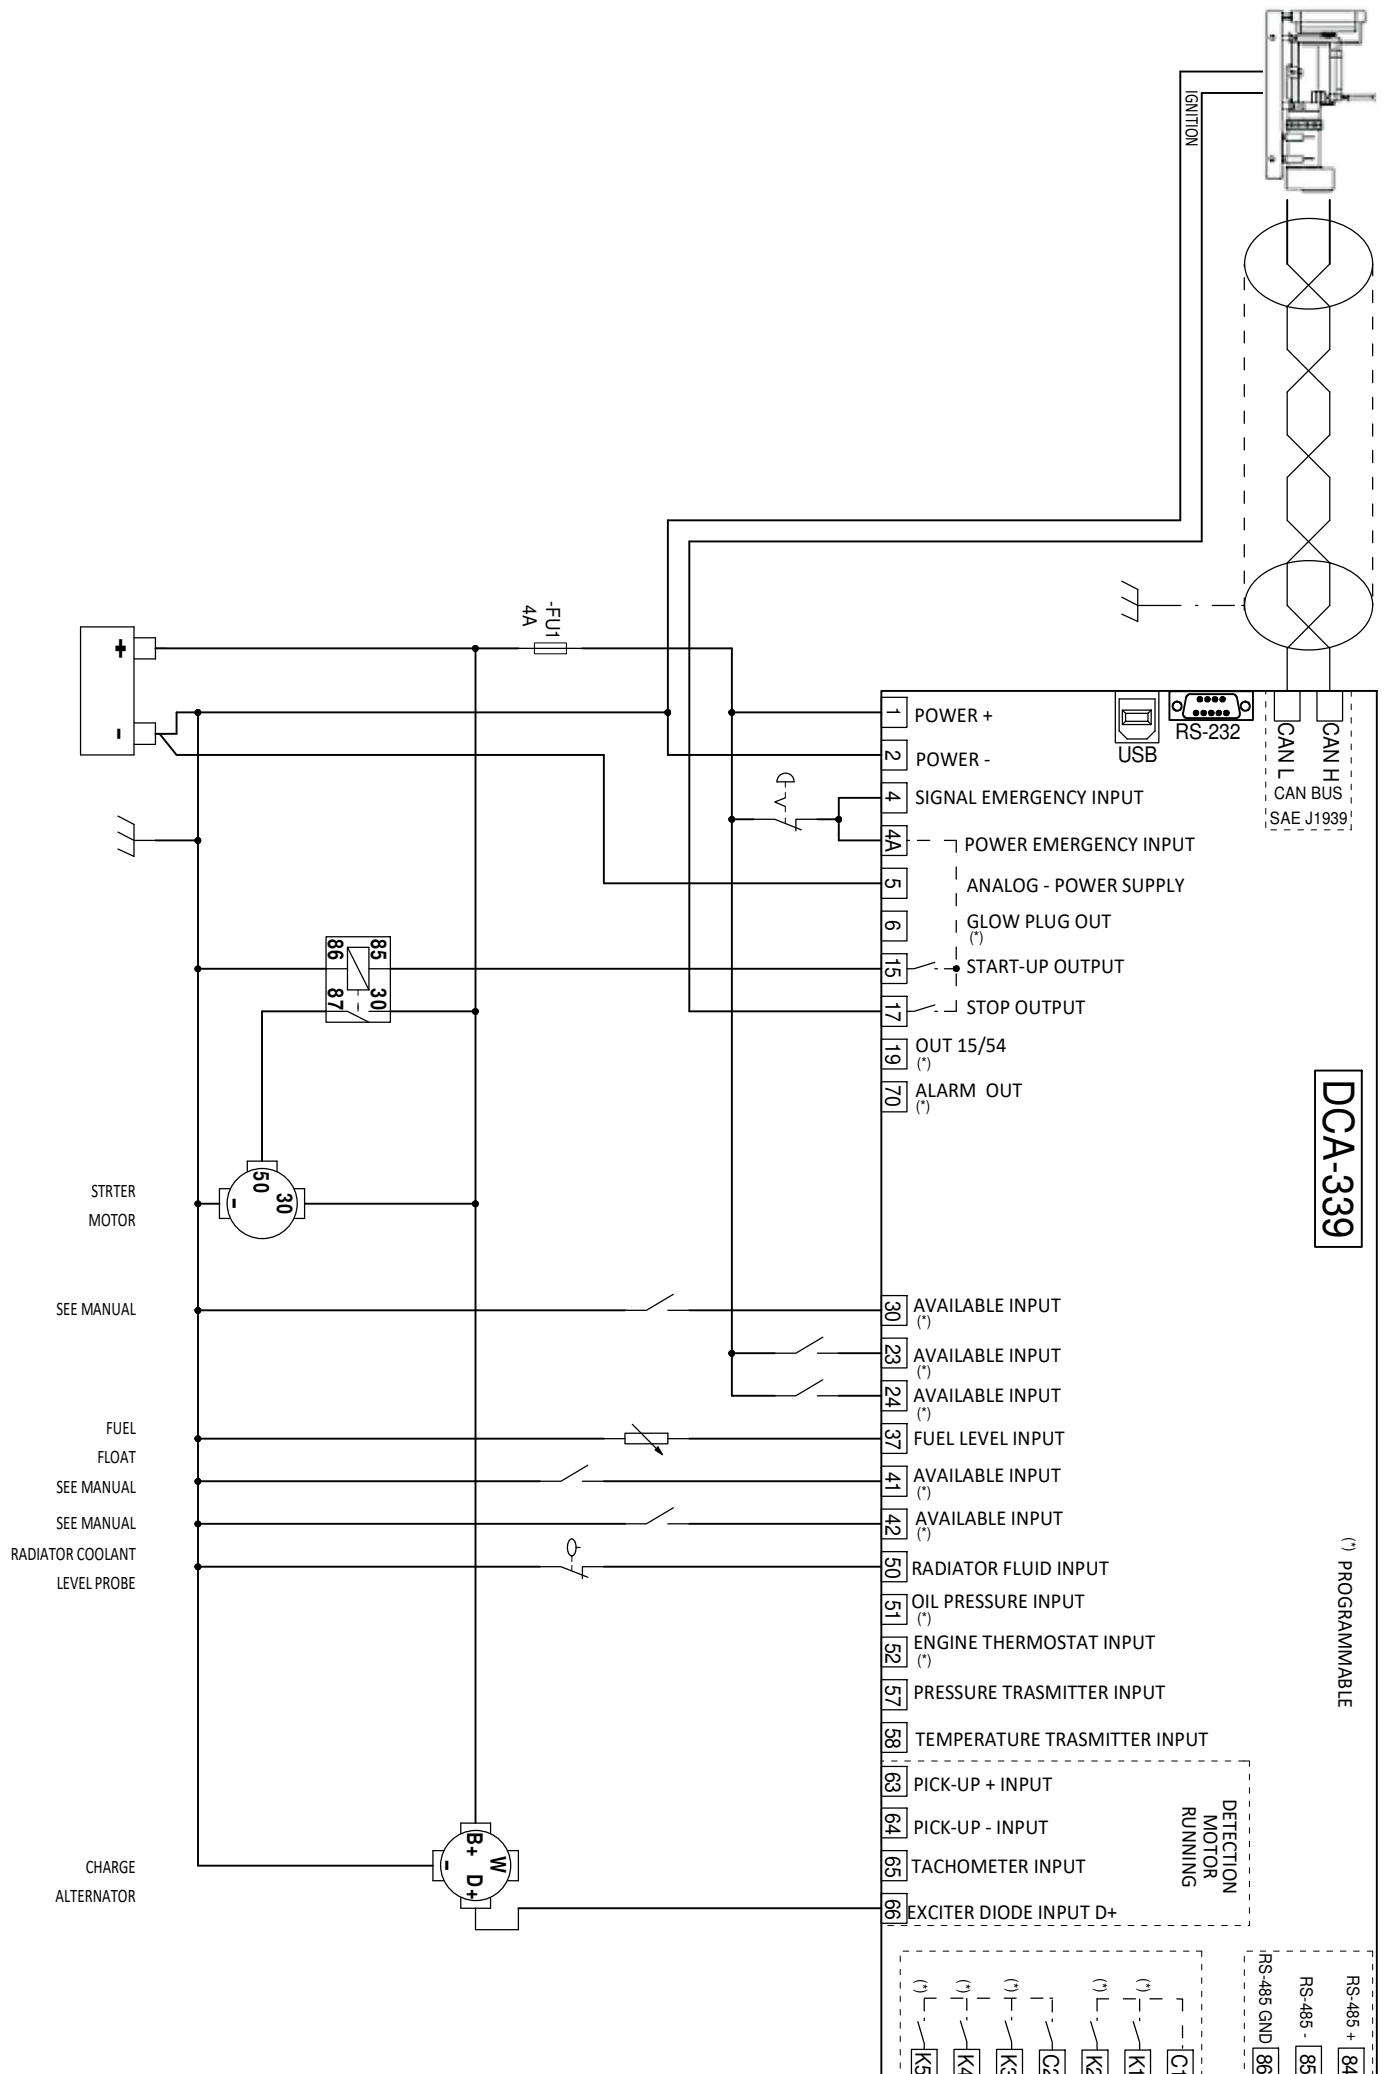 IGNITION
-FU1
4A
+
-
USB
RS-232
CAN L
CAN H
CAN BUS
SAE J1939
1 POWER +
2 POWER -
4 SIGNAL EMERGENCY INPUT
4A POWER EMERGENCY INPUT
5 ANALOG - POWER SUPPLY
6 GLOW PLUG OUT
(*)
15 START-UP OUTPUT
17 STOP OUTPUT
19 OUT 15/54
(*)
70 ALARM OUT
(*)
86 85
87 30
DCA-339
50
30
-
STRTER
MOTOR
SEE MANUAL
30 AVAILABLE INPUT
(*)
23 AVAILABLE INPUT
(*)
24 AVAILABLE INPUT
(*)
FUEL
FLOAT
37 FUEL LEVEL INPUT
SEE MANUAL
41 AVAILABLE INPUT
(*)
SEE MANUAL
42 AVAILABLE INPUT
(*)
RADIATOR COOLANT
LEVEL PROBE
50 RADIATOR FLUID INPUT
51 OIL PRESSURE INPUT
(*)
52 ENGINE THERMOSTAT INPUT
(*)
57 PRESSURE TRASMITTER INPUT
58 TEMPERATURE TRASMITTER INPUT
(*) PROGRAMMABLE
63 PICK-UP + INPUT
64 PICK-UP - INPUT
65 TACHOMETER INPUT
66 EXCITER DIODE INPUT D+
DETECTION
MOTOR
RUNNING
CHARGE
ALTERNATOR
B+
W
-
D+
(*) K5
(*) K4
(*) K3
C2
(*) K2
(*) K1
C1
RS-485 GND 86
RS-485 - 85
RS-485 + 84